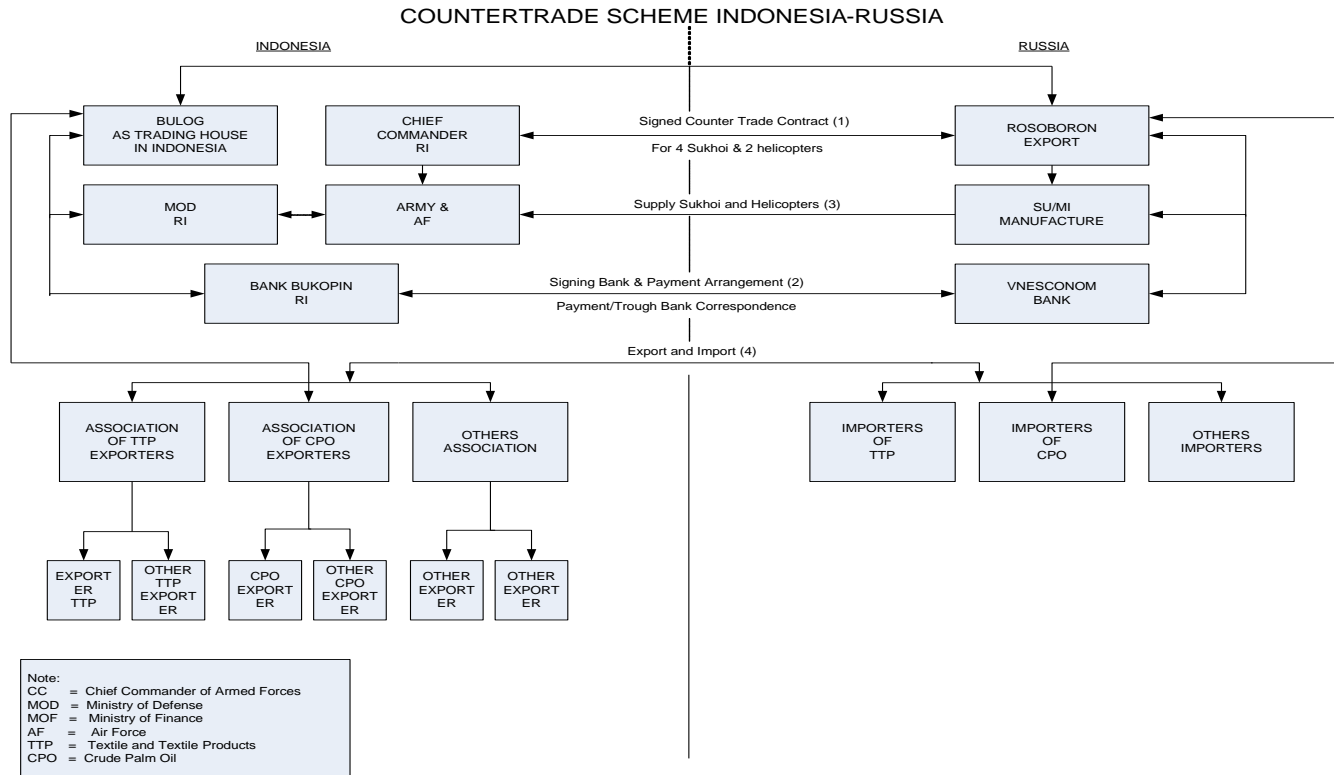 COUNTERTRADE SCHEME INDONESIA-RUSSIA
INDONESIA
RUSSIA
BULOG
AS TRADING HOUSE
IN INDONESIA
CHIEF
COMMANDER
RI
Signed Counter Trade Contract (1)
For 4 Sukhoi & 2 helicopters
ROSOBORON
EXPORT
MOD
RI
ARMY &
AF
Supply Sukhoi and Helicopters (3)
SU/MI
MANUFACTURE
BANK BUKOPIN
RI
Signing Bank & Payment Arrangement (2)
Payment/Trough Bank Correspondence
VNESCONOM
BANK
Export and Import (4)
ASSOCIATION
OF TTP
EXPORTERS
ASSOCIATION
OF CPO
EXPORTERS
OTHERS
ASSOCIATION
IMPORTERS
OF
TTP
IMPORTERS
OF
CPO
OTHERS
IMPORTERS
EXPORT
ER
TTP
OTHER
TTP
EXPORT
ER
CPO
EXPORT
ER
OTHER
CPO
EXPORT
ER
OTHER
EXPORT
ER
OTHER
EXPORT
ER
Note:
CC = Chief Commander of Armed Forces
MOD = Ministry of Defense
MOF = Ministry of Finance
AF = Air Force
TTP = Textile and Textile Products
CPO = Crude Palm Oil